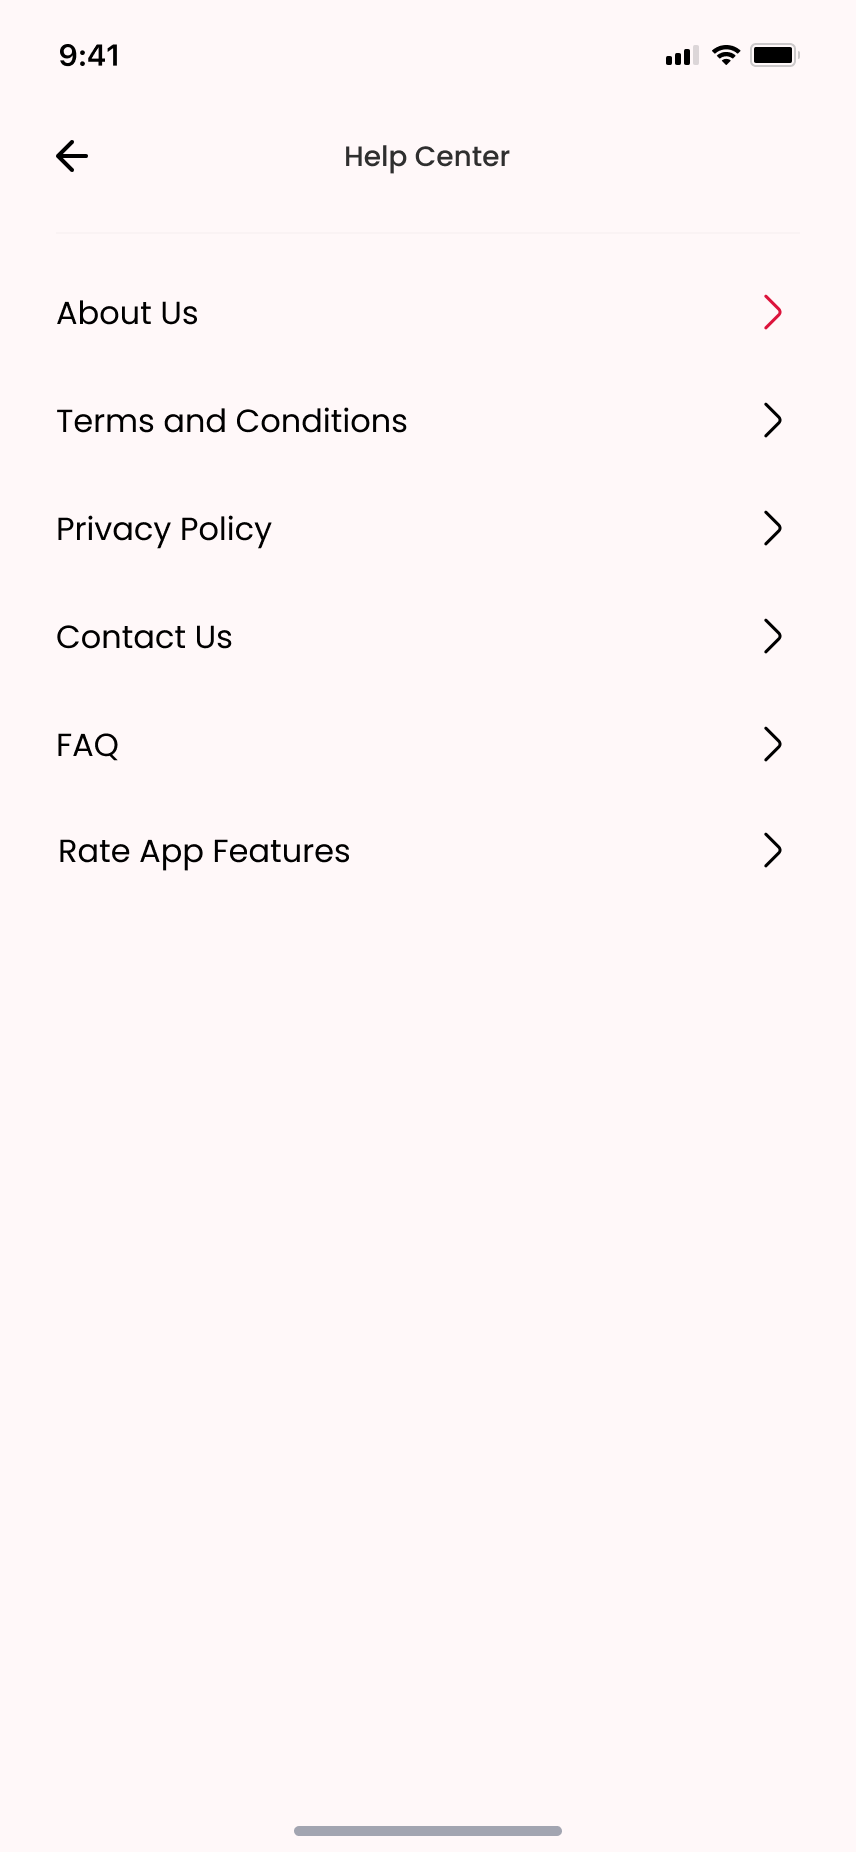 9:41
Help Center
About Us
Terms and Conditions
Privacy Policy
Contact Us
FAQ
Rate App Features